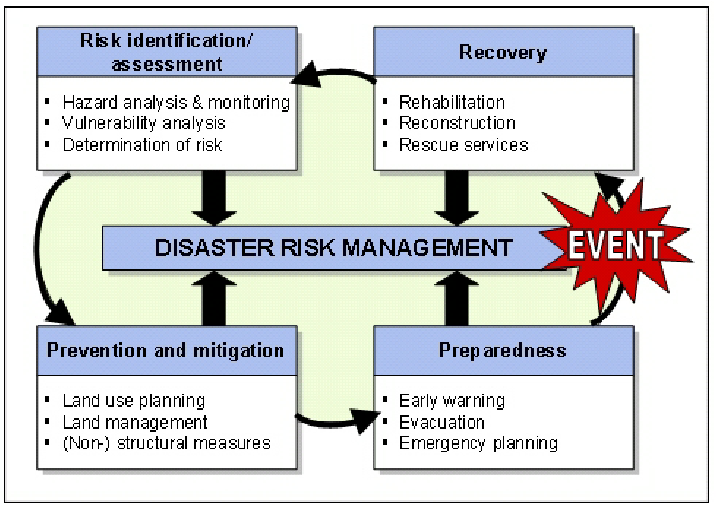 Risk identification/
assessment
▪ Hazard analysis & monitoring
▪ Vulnerability analysis
▪ Determination of risk
Recovery
▪ Rehabilitation
▪ Reconstruction
▪ Rescue services
DISASTER RISK MANAGEMENT
EVENT
Prevention and mitigation
▪ Land use planning
▪ Land management
▪ (Non-) structural measures
Preparedness
▪ Early warning
▪ Evacuation
▪ Emergency planning